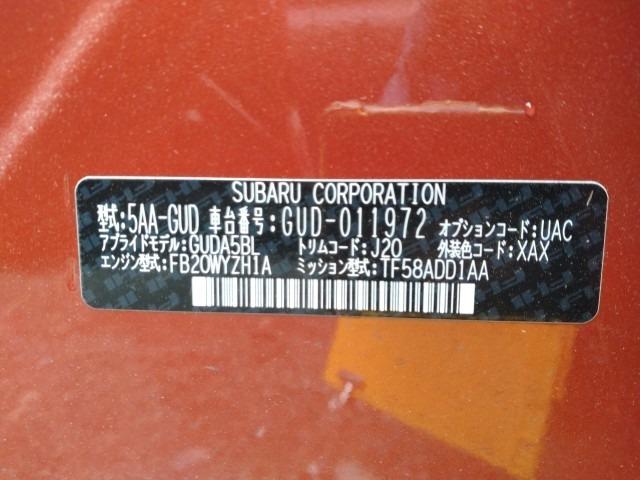 SUBARU CORPORATION
型式:5AA-GUD 車台番号:GUD-011972 オプションコード:UAC
アプライドモデル:GUDA5BL トリムコード:J20 外装色コード:XAX
エンジン型式:FB20WYZH1A ミッション型式:TF58ADD1AA